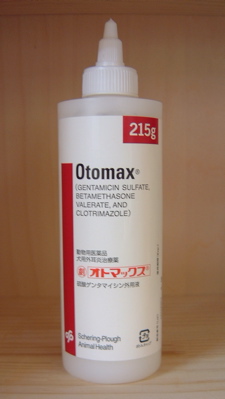 215g
Otomax®
(GENTAMICIN SULFATE,
BETAMETHASONE
VALERATE, AND
CLOTRIMAZOLE)
動物用医薬品
犬用外耳炎治療薬
オトマックス®
硫酸ゲンタマイシン外用液
Schering-Plough
Animal Health